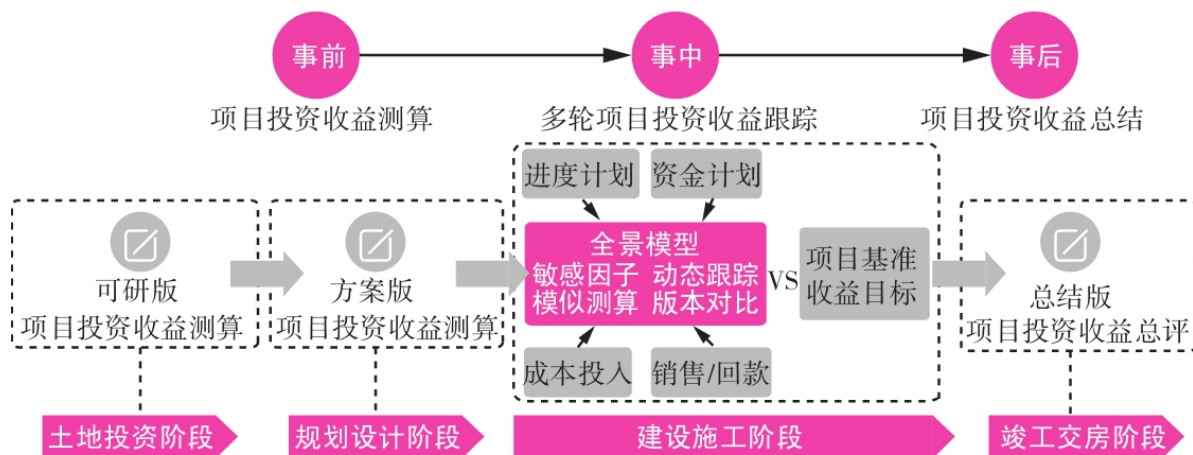 事前
事中
事后
项目投资收益测算
多轮项目投资收益跟踪
项目投资收益总结
可研版
项目投资收益测算
方案版
项目投资收益测算
进度计划
资金计划
全景模型
敏感因子 动态跟踪
模似测算 版本对比
成本投入
销售/回款
VS
项目基准
收益目标
总结版
项目投资收益总评
土地投资阶段
规划设计阶段
建设施工阶段
竣工交房阶段